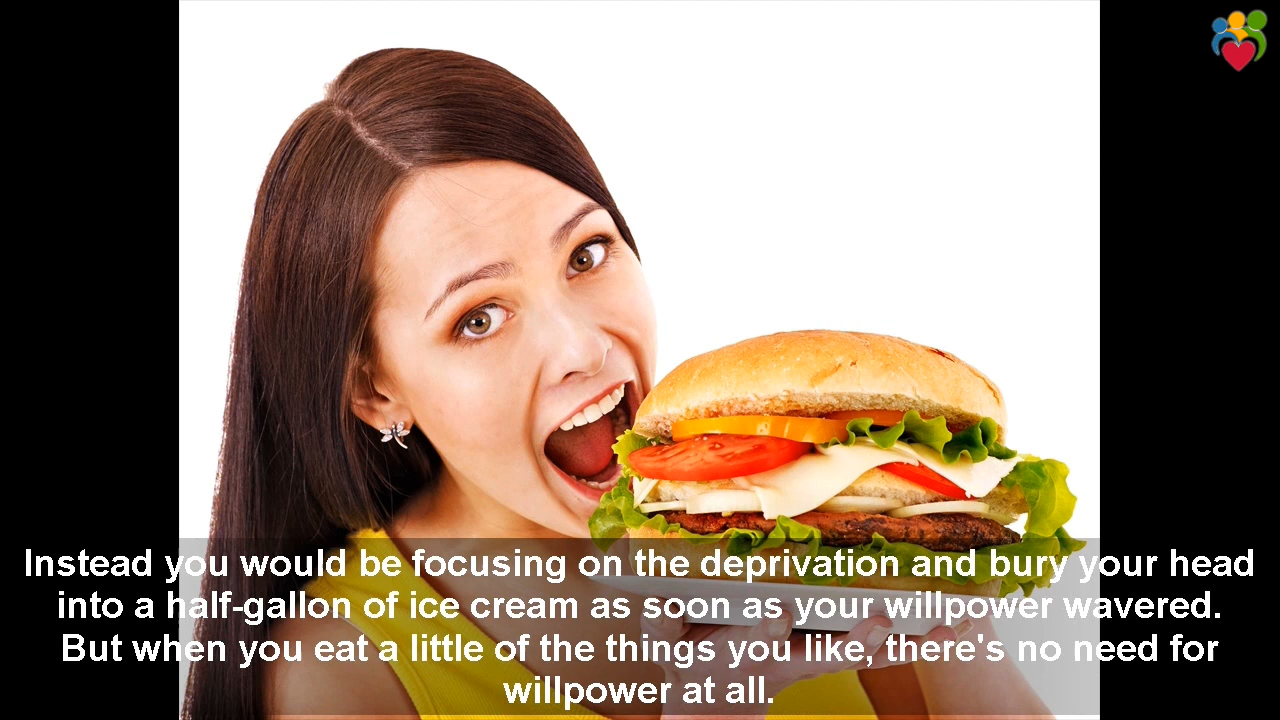 Instead you would be focusing on the deprivation and bury your head
into a half-gallon of ice cream as soon as your willpower wavered.
But when you eat a little of the things you like, there's no need for
willpower at all.